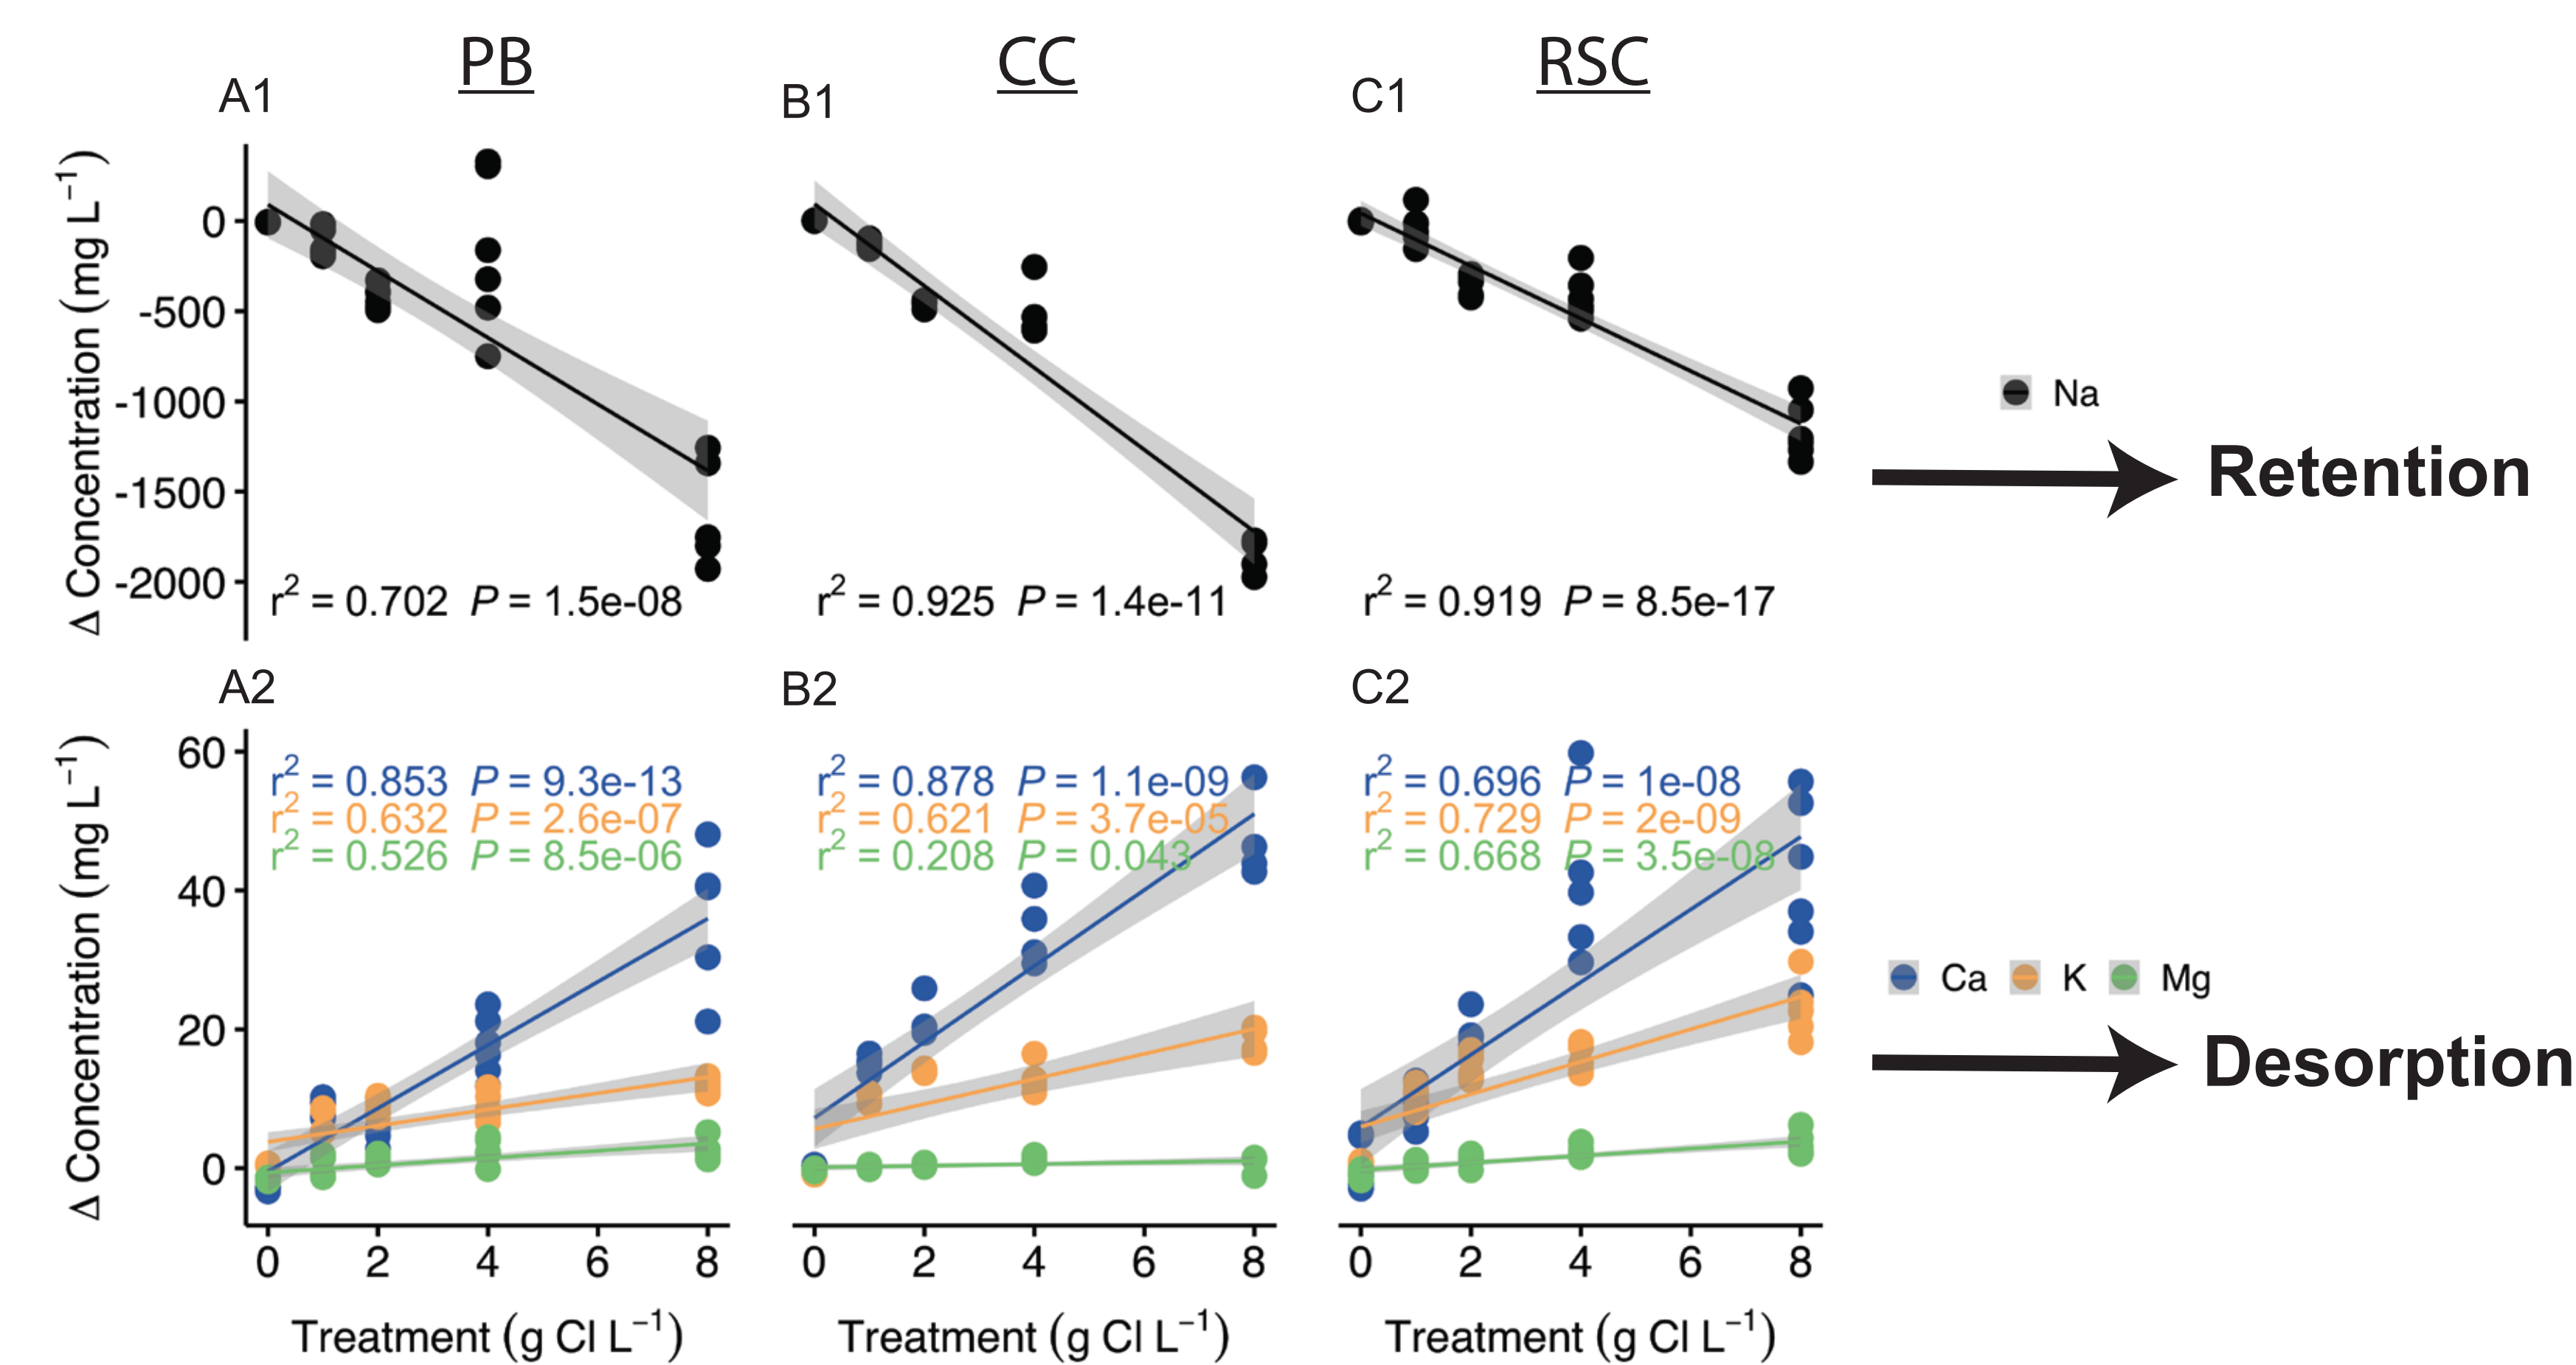 PB CC RSC
A1 B1 C1
Δ Concentration (mg L⁻¹)
0
-500
-1000
-1500
-2000
r² = 0.702 P = 1.5e-08
r² = 0.925 P = 1.4e-11
r² = 0.919 P = 8.5e-17
Na
Retention
A2 B2 C2
Δ Concentration (mg L⁻¹)
60
40
20
0
r² = 0.853 P = 9.3e-13
r² = 0.632 P = 2.6e-07
r² = 0.526 P = 8.5e-06
r² = 0.878 P = 1.1e-09
r² = 0.621 P = 3.7e-05
r² = 0.208 P = 0.043
r² = 0.696 P = 1e-08
r² = 0.729 P = 2e-09
r² = 0.668 P = 3.5e-08
Ca K Mg
Desorption
0 2 4 6 8
0 2 4 6 8
0 2 4 6 8
Treatment (g Cl L⁻¹)
Treatment (g Cl L⁻¹)
Treatment (g Cl L⁻¹)